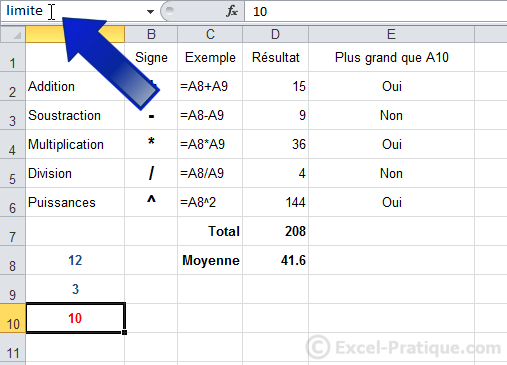 limite 10
A B C D E
1 Signe Exemple Résultat Plus grand que A10
2 Addition =A8+A9 15 Oui
3 Soustraction - =A8-A9 9 Non
4 Multiplication * =A8*A9 36 Oui
5 Division / =A8/A9 4 Non
6 Puissances ^ =A8^2 144 Oui
7 Total 208
8 12 Moyenne 41.6
9 3
10 10
11
© Excel-Pratique.com